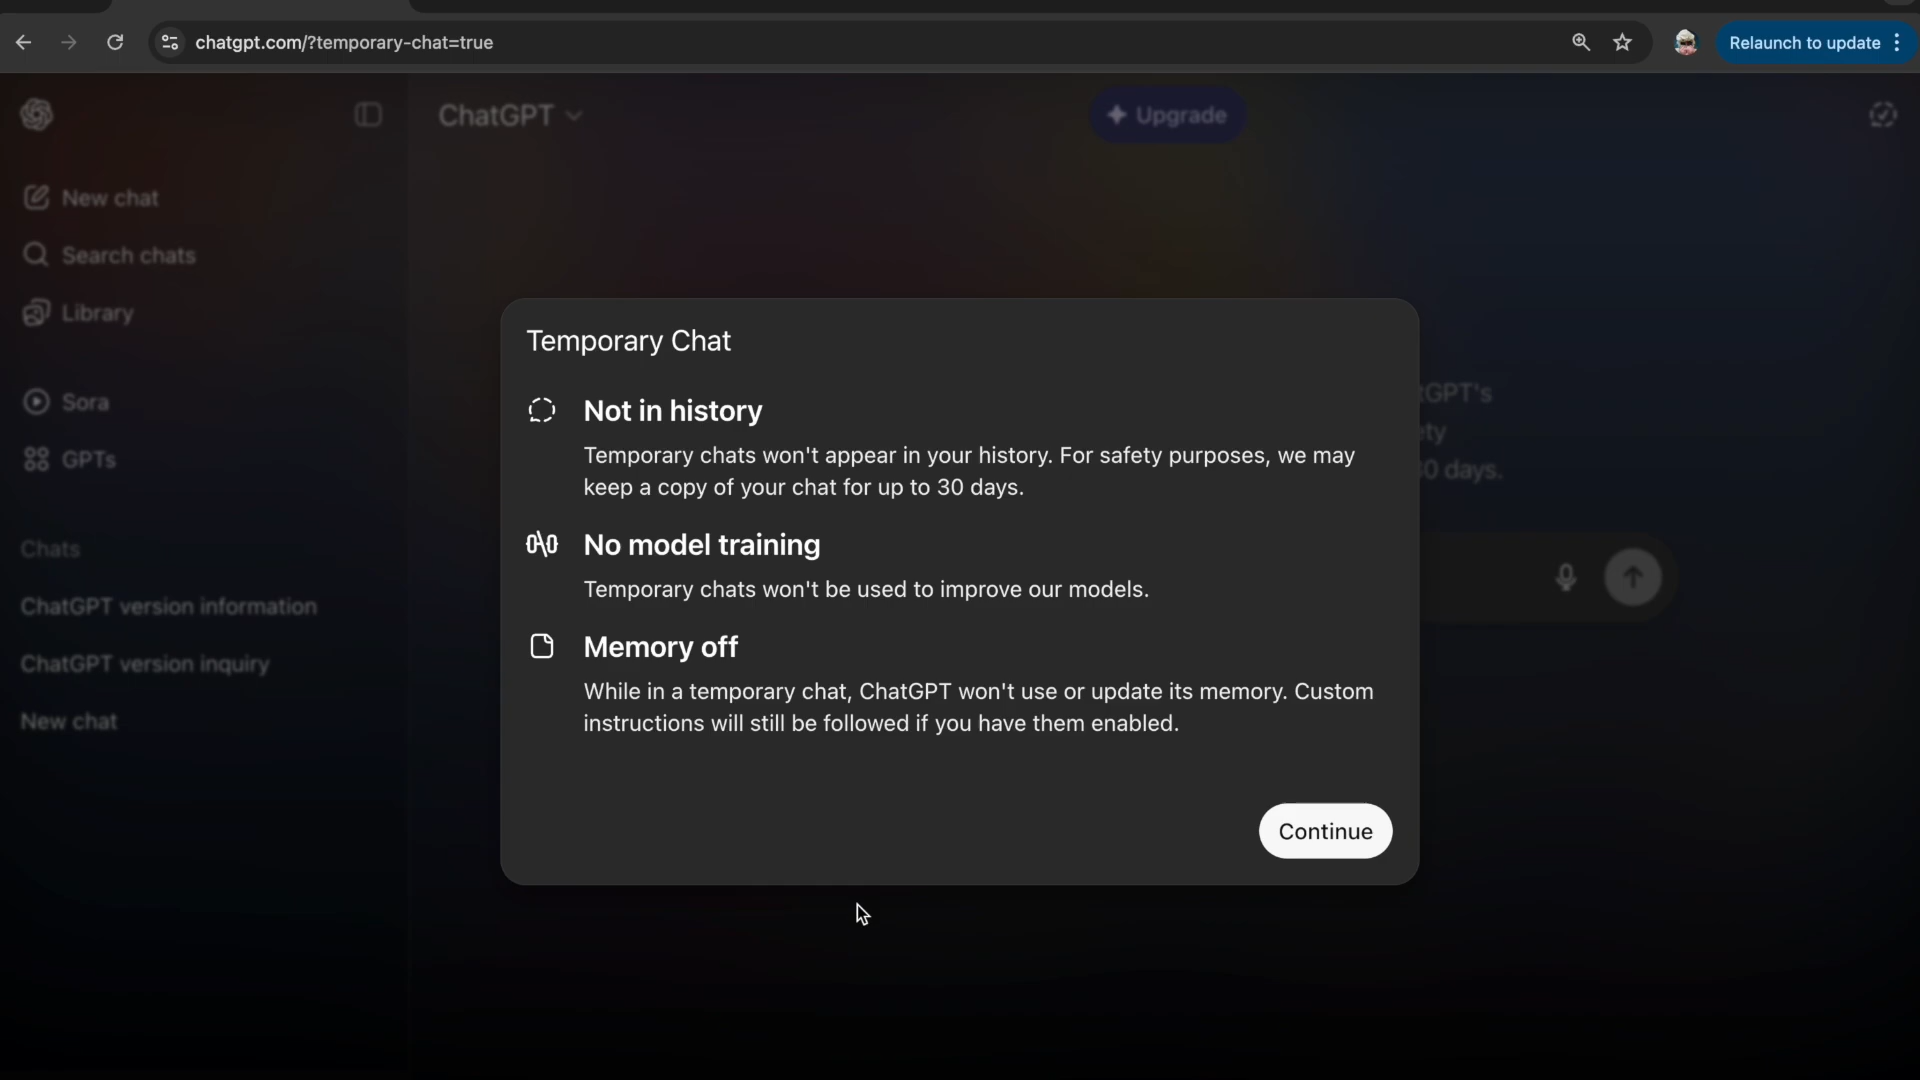 chatgpt.com/?temporary-chat=true
Relaunch to update
ChatGPT
Upgrade
New chat
Search chats
Library
Sora
GPTs
Chats
ChatGPT version information
ChatGPT version inquiry
New chat
Temporary Chat
Not in history
Temporary chats won't appear in your history. For safety purposes, we may
keep a copy of your chat for up to 30 days.
No model training
Temporary chats won't be used to improve our models.
Memory off
While in a temporary chat, ChatGPT won't use or update its memory. Custom
instructions will still be followed if you have them enabled.
Continue
days.